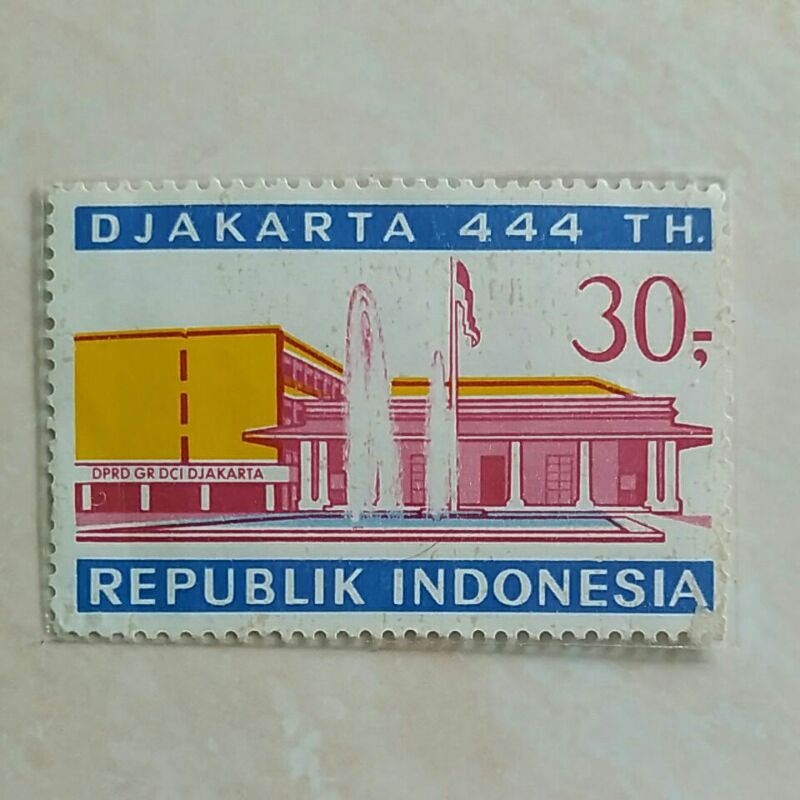 DJAKARTA 444 TH.
30,-
DPRD GR DCI DJAKARTA
REPUBLIK INDONESIA